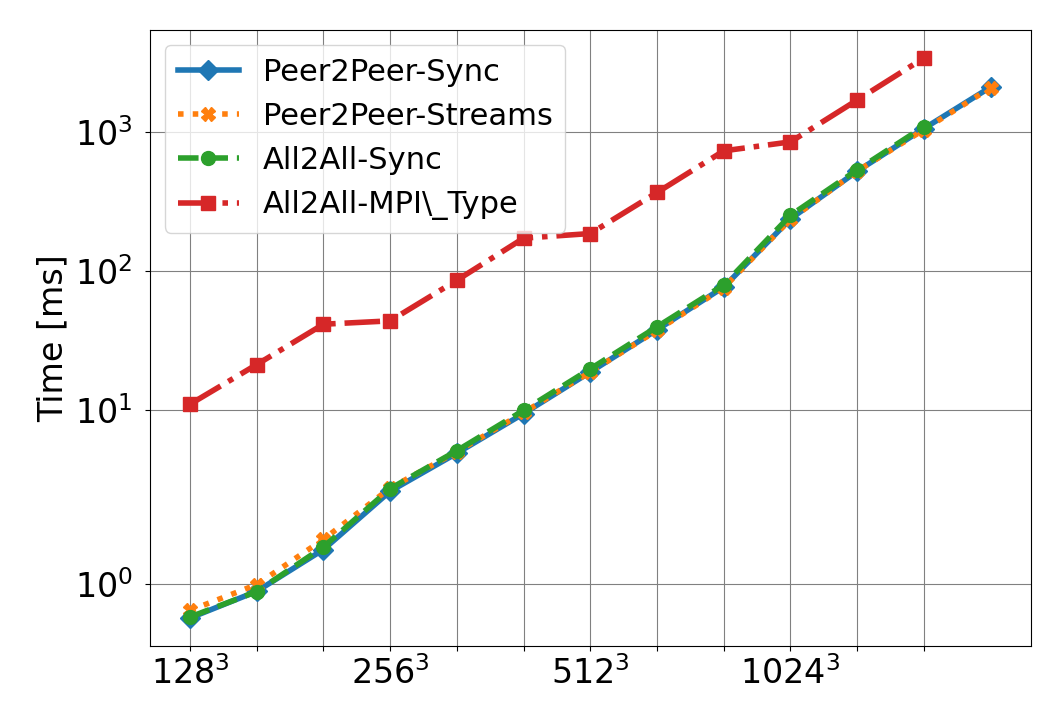 Peer2Peer-Sync
Peer2Peer-Streams
All2All-Sync
All2All-MPI\_Type
Time [ms]
10³
10²
10¹
10⁰
128³ 256³ 512³ 1024³